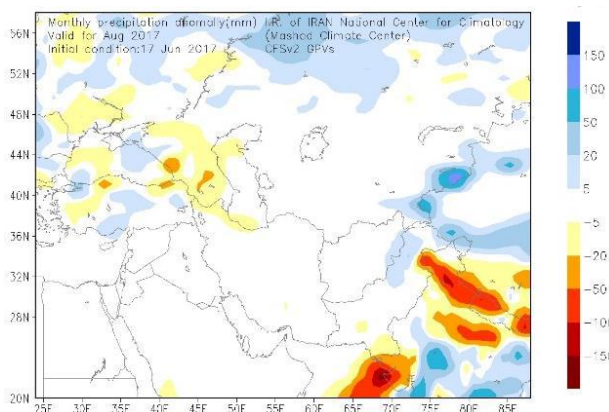 Monthly precipitation anomaly(mm) I.R. of IRAN National Center for Climatology
Valid for Aug 2017 (Mashad Climate Center)
Initial condition:17 Jun 2017 CFSv2 GPVs
56N
52N
48N
44N
40N
36N
32N
28N
20N
25E 30E 35E 40E 45E 50E 55E 60E 65E 70E 75E 80E 85E
150
100
50
20
5
-5
-20
-50
-100
-150